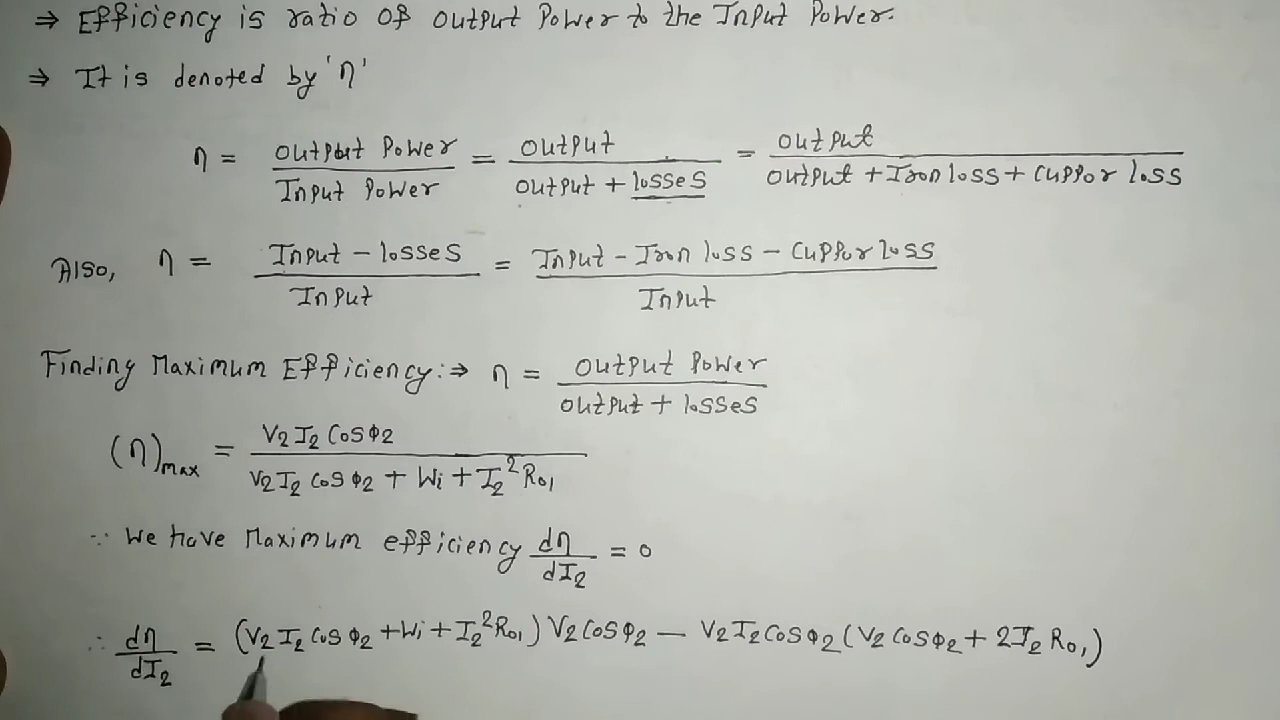 ⇒ Efficiency is ratio of output Power to the Input Power.
⇒ It is denoted by 'η'
η = Output Power / Input Power = output / output + losses = output / output + Iron loss + cuppor loss
Also, η = Input - losses / Input = Input - Iron loss - cuppor loss / Input
Finding Maximum Efficiency:⇒ η = output Power / output + losses
(η)max = V2 I2 Cos Φ2 / V2 I2 Cos Φ2 + Wi + I2² R01
∵ We have Maximum efficiency dη / dI2 = 0
∴ dη / dI2 = (V2 I2 Cos Φ2 + Wi + I2² R01) V2 Cos Φ2 — V2 I2 Cos Φ2 (V2 Cos Φ2 + 2I2 R01)